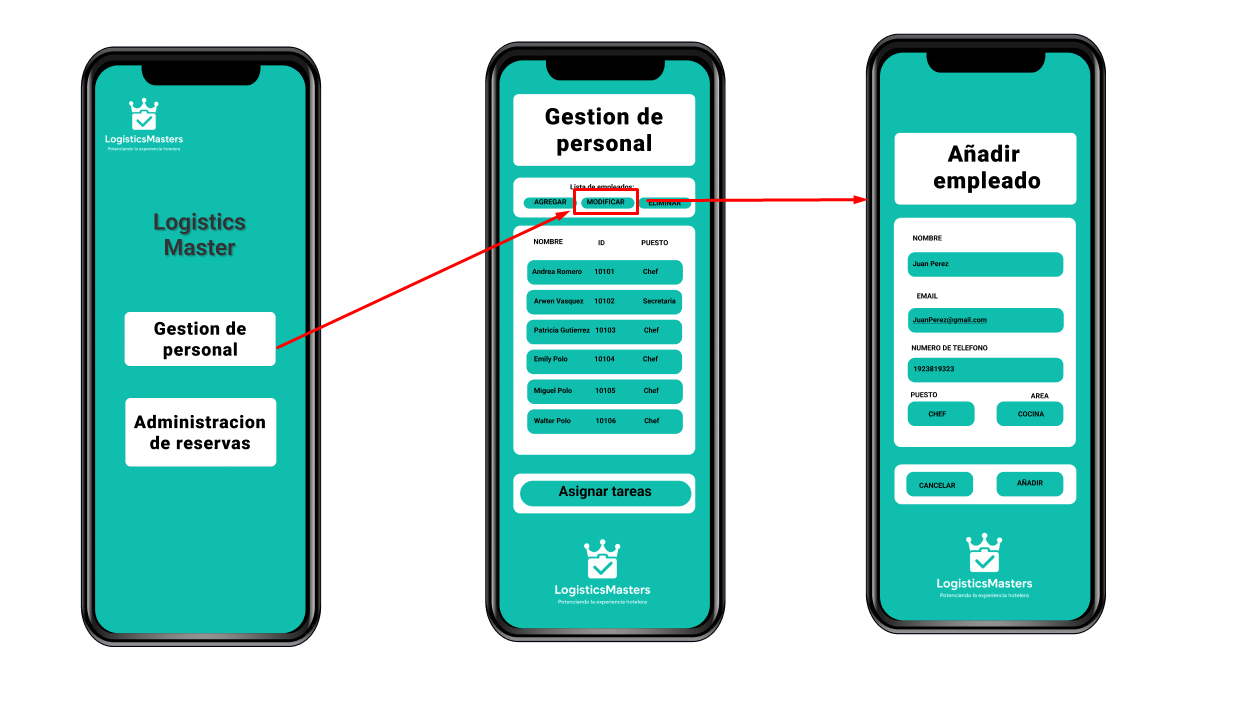 LogisticsMasters
Potenciando la experiencia hotelera
Logistics
Master
Gestion de
personal
Administracion
de reservas
Gestion de
personal
Lista de empleados:
AGREGAR MODIFICAR ELIMINAR
NOMBRE ID PUESTO
Andrea Romero 10101 Chef
Arwen Vasquez 10102 Secretaria
Patricia Gutierrez 10103 Chef
Emily Polo 10104 Chef
Miguel Polo 10105 Chef
Walter Polo 10106 Chef
Asignar tareas
LogisticsMasters
Potenciando la experiencia hotelera
Añadir
empleado
NOMBRE
Juan Perez
EMAIL
JuanPerez@gmail.com
NUMERO DE TELEFONO
1923819323
PUESTO AREA
CHEF COCINA
CANCELAR AÑADIR
LogisticsMasters
Potenciando la experiencia hotelera